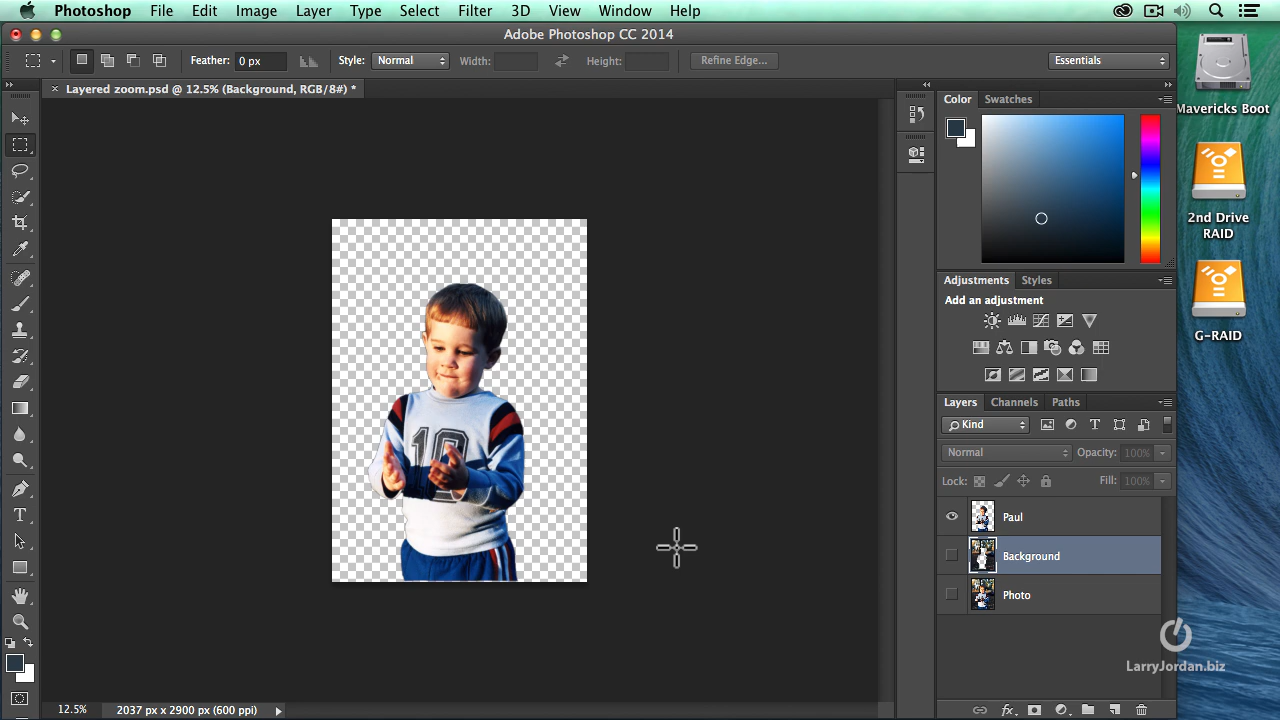 Photoshop File Edit Image Layer Type Select Filter 3D View Window Help
Adobe Photoshop CC 2014
Feather: 0 px Style: Normal Width: Height: Refine Edge... Essentials
Layered zoom.psd @ 12.5% (Background, RGB/8#) *
Color Swatches
Mavericks Boot
2nd Drive
RAID
Adjustments Styles
Add an adjustment
G-RAID
Layers Channels Paths
Kind
Normal Opacity: 100%
Lock: Fill: 100%
Paul
Background
Photo
10
LarryJordan.biz
12.5% 2037 px x 2900 px (600 ppi)